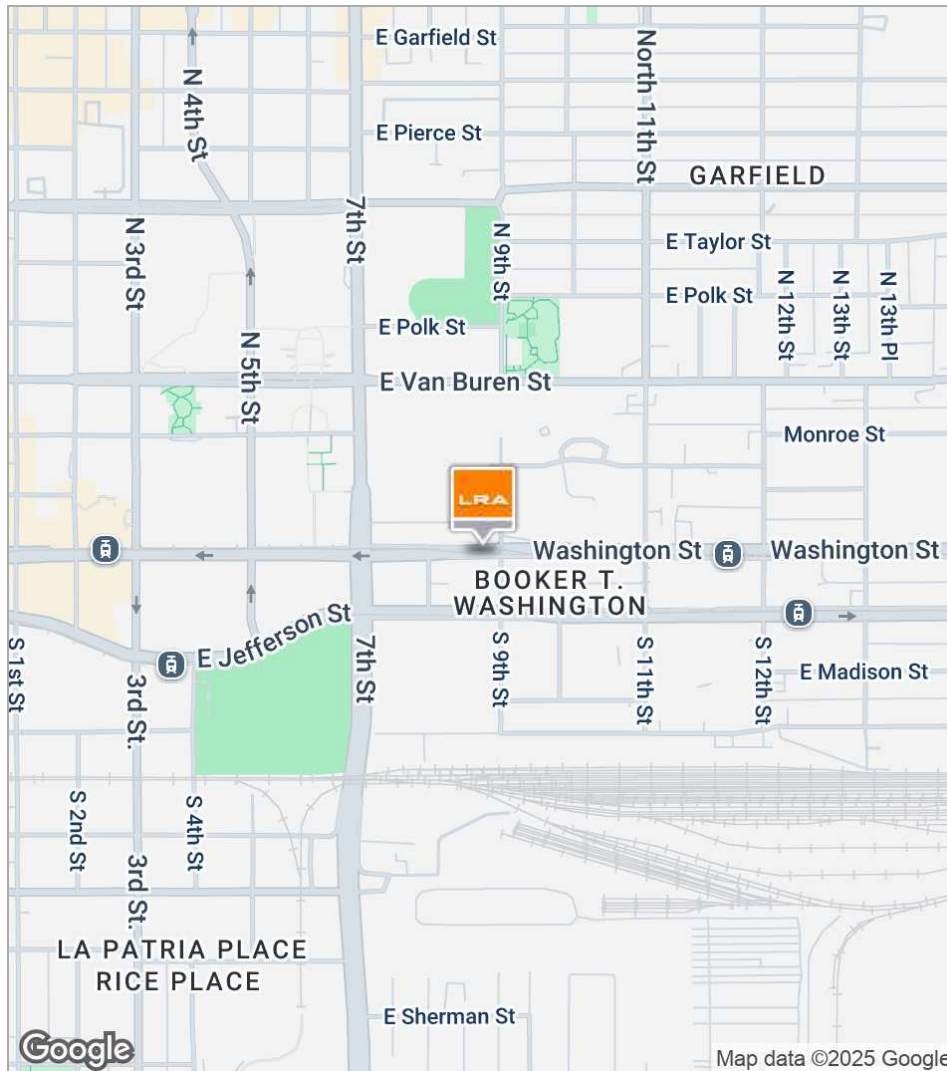 E Garfield St
North 11th St
N 4th St
E Pierce St
GARFIELD
7th St
N 3rd St
N 9th St
E Taylor St
E Polk St
N 12th St
N 13th St
N 13th Pl
E Polk St
N 5th St
E Van Buren St
Monroe St
LRA
Washington St
Washington St
BOOKER T.
WASHINGTON
E Jefferson St
S 1st St
3rd St.
7th St
S 9th St
S 11th St
S 12th St
E Madison St
S 2nd St
S 4th St
3rd St.
LA PATRIA PLACE
RICE PLACE
E Sherman St
Google
Map data ©2025 Google